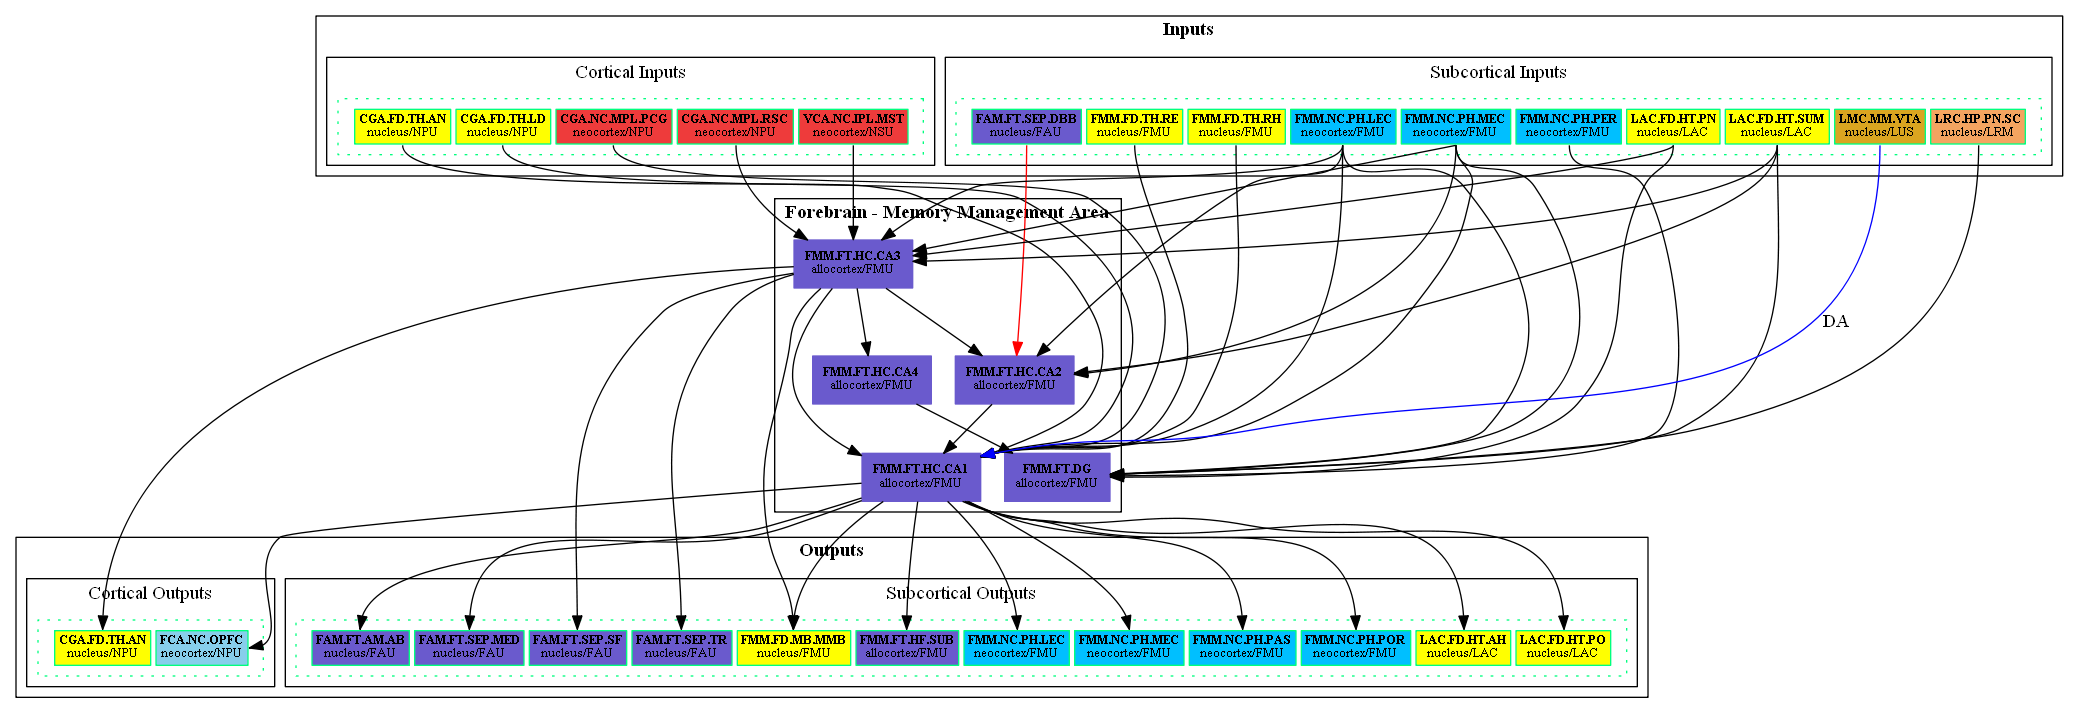 Inputs
Cortical Inputs
Subcortical Inputs
CGA.FD.TH.AN
nucleus/NPU
CGA.FD.TH.LD
nucleus/NPU
CGA.NC.MPL.PCG
neocortex/NPU
CGA.NC.MPL.RSC
neocortex/NPU
VCA.NC.IPL.MST
neocortex/NSU
FAM.FT.SEP.DBB
nucleus/FAU
FMM.FD.TH.RE
nucleus/FMU
FMM.FD.TH.RH
nucleus/FMU
FMM.NC.PH.LEC
neocortex/FMU
FMM.NC.PH.MEC
neocortex/FMU
FMM.NC.PH.PER
neocortex/FMU
LAC.FD.HT.PN
nucleus/LAC
LAC.FD.HT.SUM
nucleus/LAC
LMC.MM.VTA
nucleus/LUS
LRC.HP.PN.SC
nucleus/LRM
Forebrain - Memory Management Area
FMM.FT.HC.CA3
allocortex/FMU
DA
FMM.FT.HC.CA4
allocortex/FMU
FMM.FT.HC.CA2
allocortex/FMU
FMM.FT.HC.CA1
allocortex/FMU
FMM.FT.DG
allocortex/FMU
Outputs
Cortical Outputs
Subcortical Outputs
CGA.FD.TH.AN
nucleus/NPU
FCA.NC.OPFC
neocortex/NPU
FAM.FT.AM.AB
nucleus/FAU
FAM.FT.SEP.MED
nucleus/FAU
FAM.FT.SEP.SF
nucleus/FAU
FAM.FT.SEP.TR
nucleus/FAU
FMM.FD.MB.MMB
nucleus/FMU
FMM.FT.HF.SUB
allocortex/FMU
FMM.NC.PH.LEC
neocortex/FMU
FMM.NC.PH.MEC
neocortex/FMU
FMM.NC.PH.PAS
neocortex/FMU
FMM.NC.PH.POR
neocortex/FMU
LAC.FD.HT.AH
nucleus/LAC
LAC.FD.HT.PO
nucleus/LAC